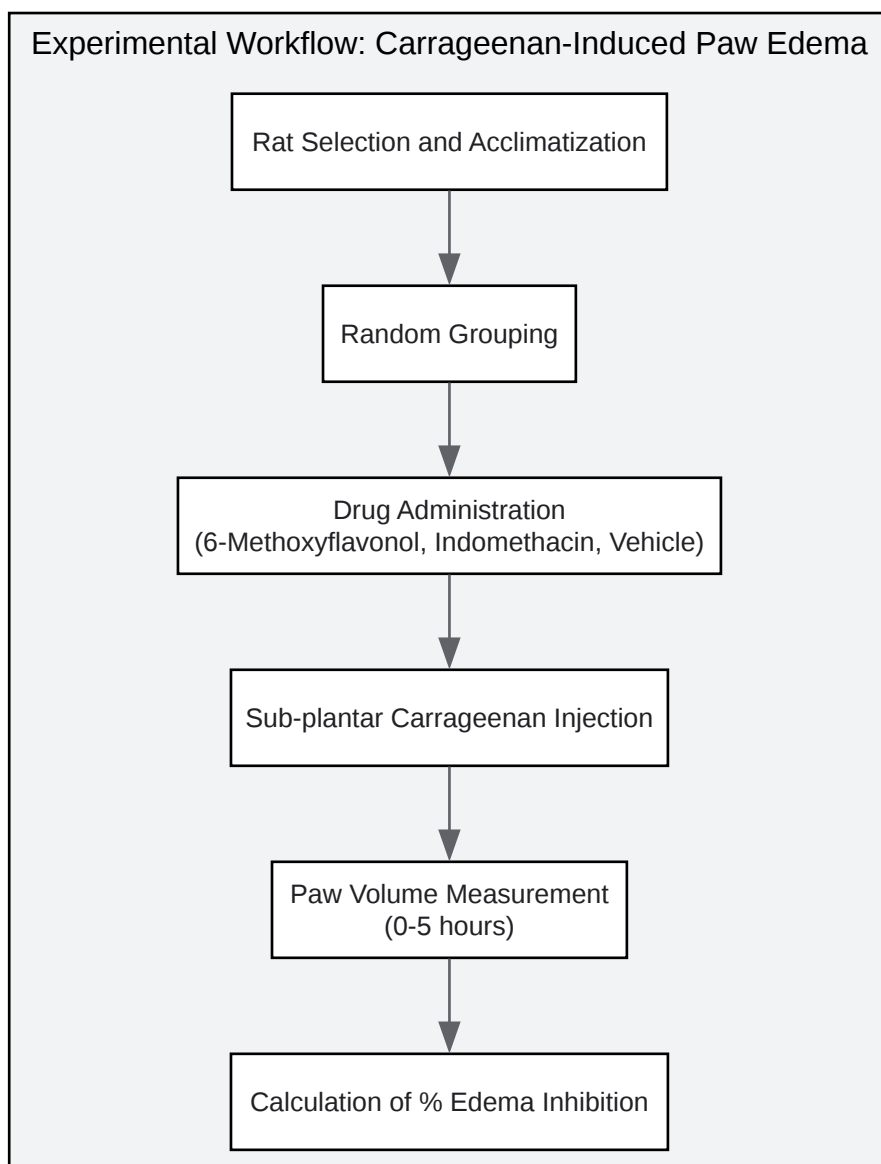 Experimental Workflow: Carrageenan-Induced Paw Edema
Rat Selection and Acclimatization
Random Grouping
Drug Administration
(6-Methoxyflavonol, Indomethacin, Vehicle)
Sub-plantar Carrageenan Injection
Paw Volume Measurement
(0-5 hours)
Calculation of % Edema Inhibition